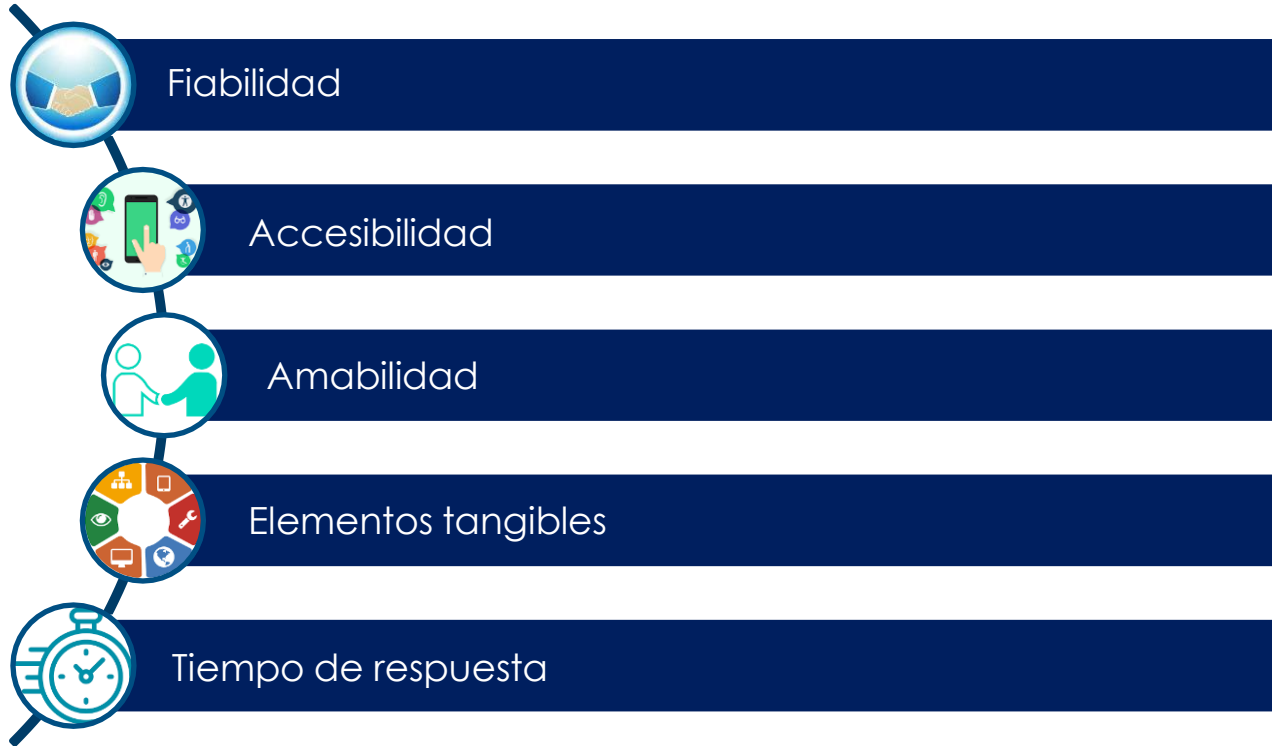 Fiabilidad
Accesibilidad
Amabilidad
Elementos tangibles
Tiempo de respuesta